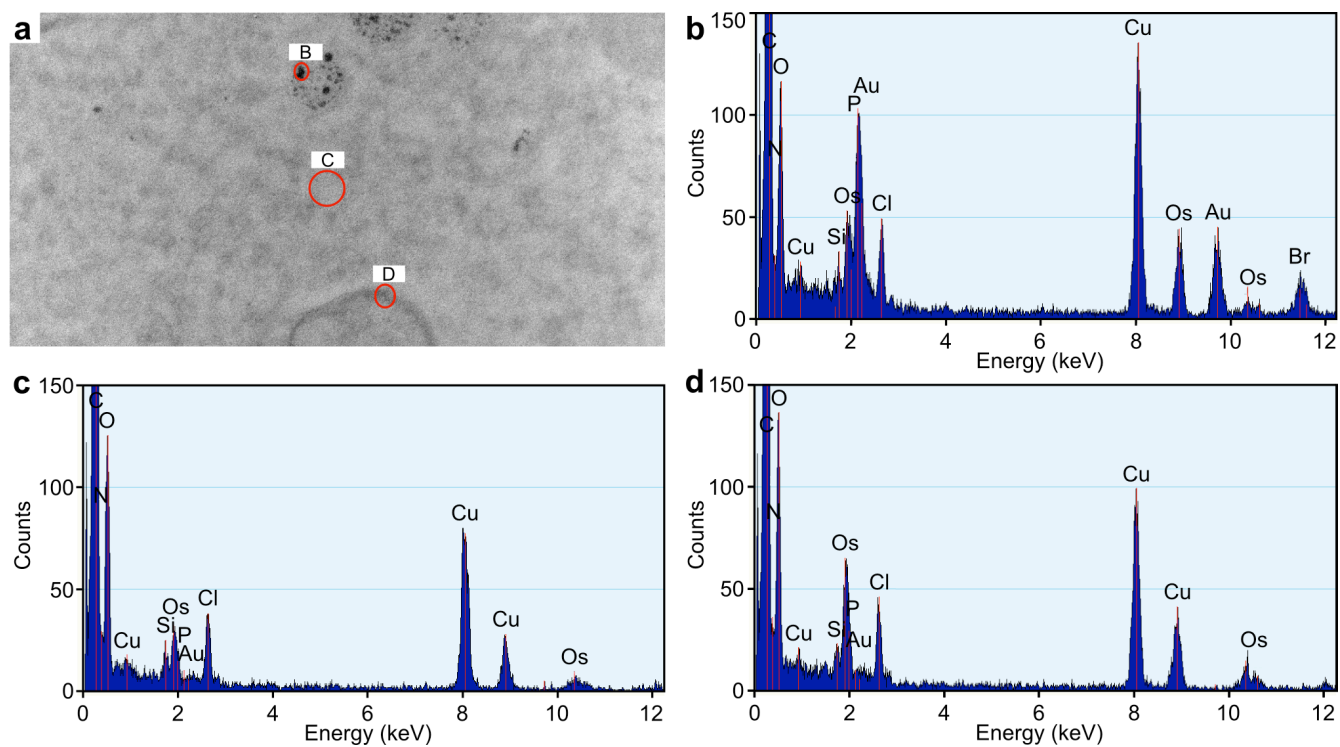 a
B
C
D
b
150
100
50
0
Counts
C
O
N
Cu
Si
Os
P
Au
Cl
Cu
Os
Au
Os
Br
0 2 4 6 8 10 12
Energy (keV)
c
150
100
50
0
Counts
C
O
N
Cu
Si
Os
P
Au
Cl
Cu
Cu
Os
0 2 4 6 8 10 12
Energy (keV)
d
150
100
50
0
Counts
C
O
N
Cu
Si
Os
P
Au
Cl
Cu
Cu
Os
0 2 4 6 8 10 12
Energy (keV)